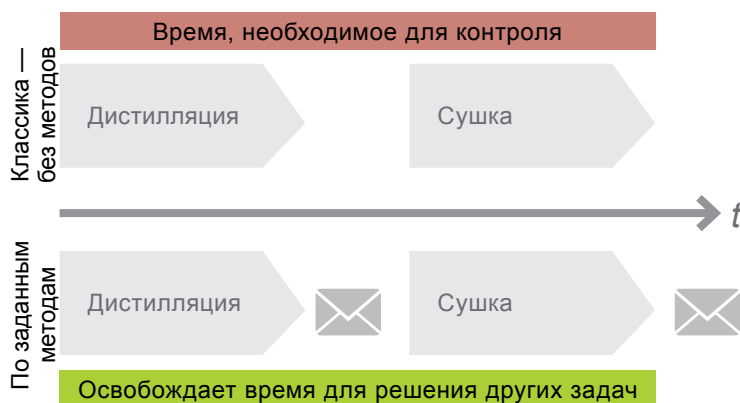 Время, необходимое для контроля
Классика —
без методов
Дистилляция
Сушка
t
По заданным
методам
Дистилляция
Сушка
Освобождает время для решения других задач